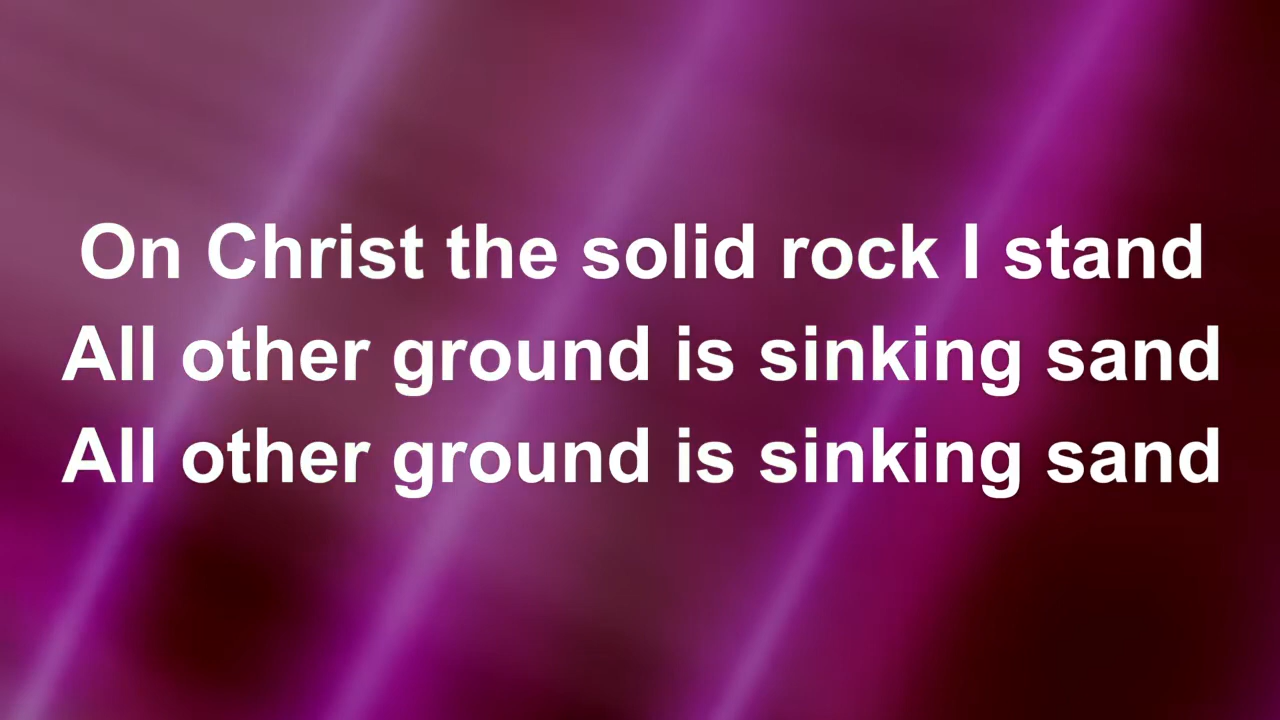 On Christ the solid rock I stand
All other ground is sinking sand
All other ground is sinking sand